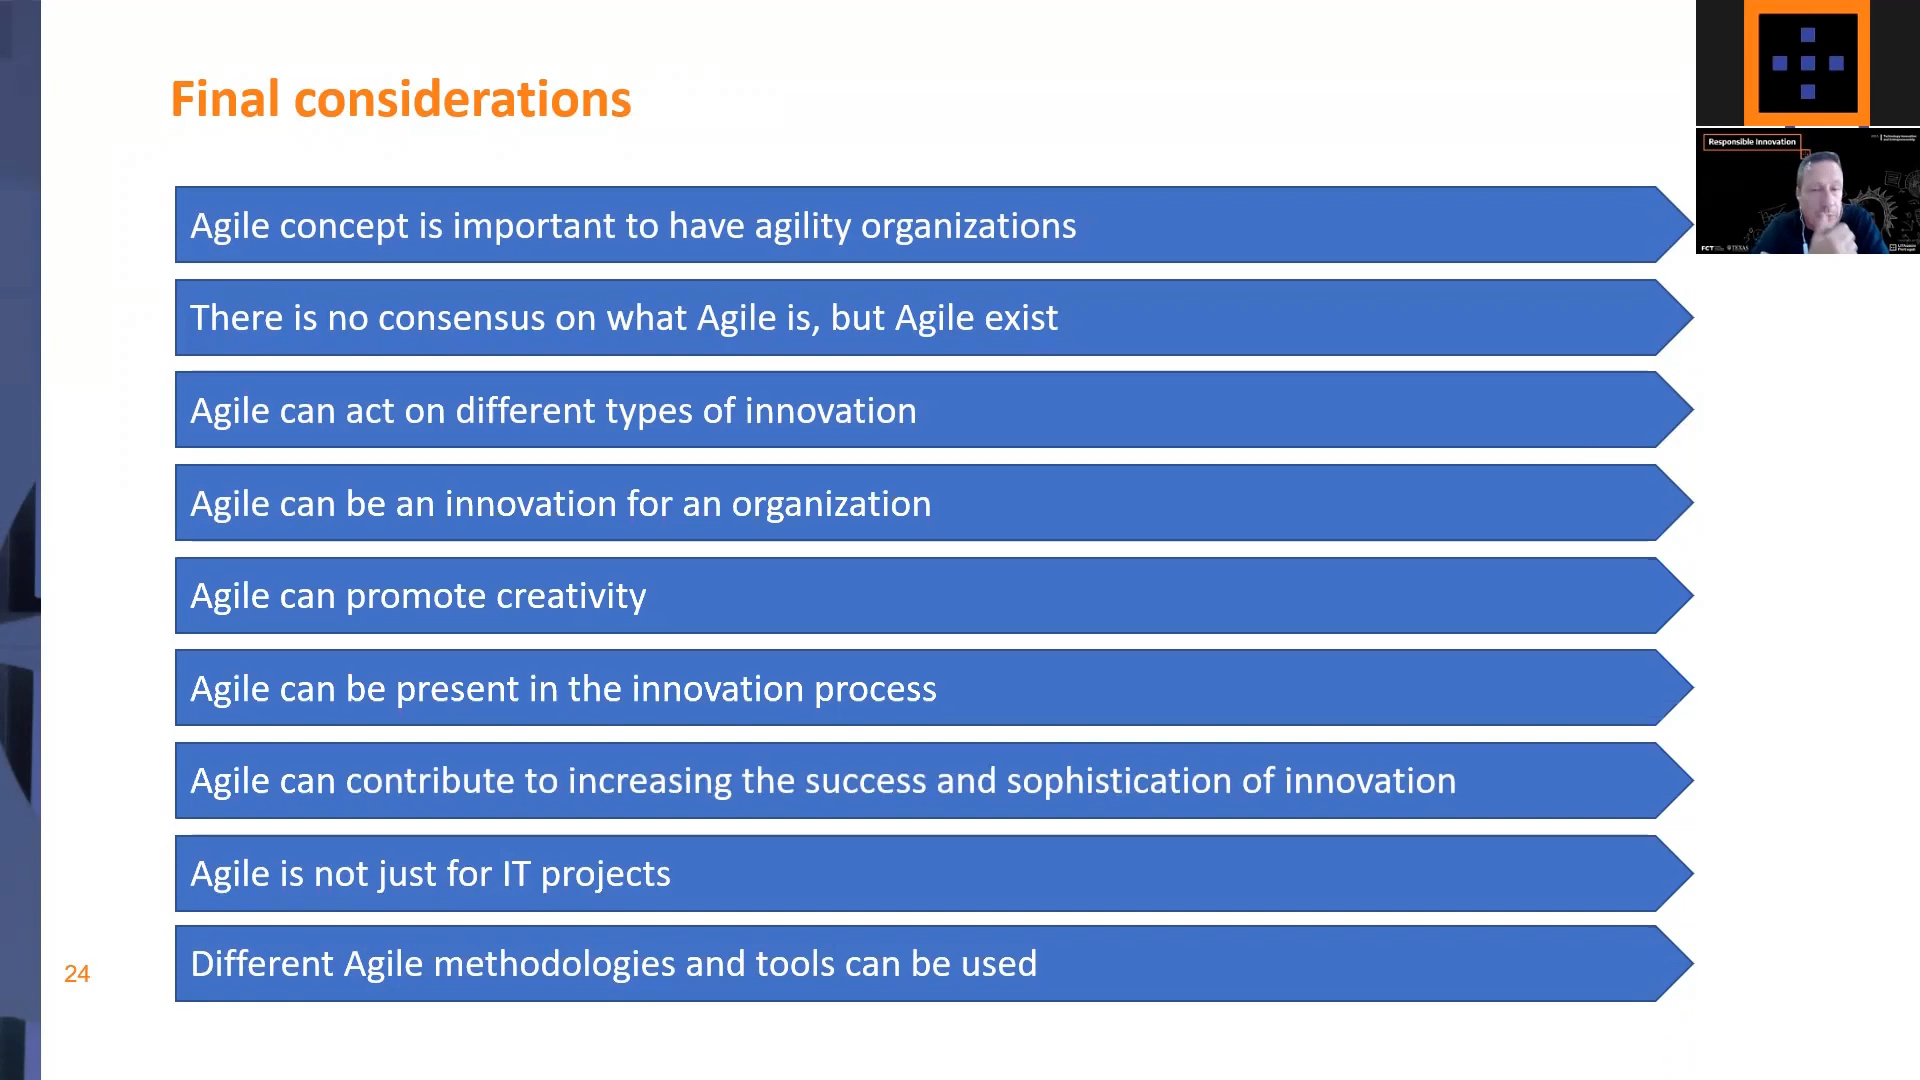 Final considerations
Agile concept is important to have agility organizations
There is no consensus on what Agile is, but Agile exist
Agile can act on different types of innovation
Agile can be an innovation for an organization
Agile can promote creativity
Agile can be present in the innovation process
Agile can contribute to increasing the success and sophistication of innovation
Agile is not just for IT projects
Different Agile methodologies and tools can be used
24
Responsible Innovation
FCT
TEXAS